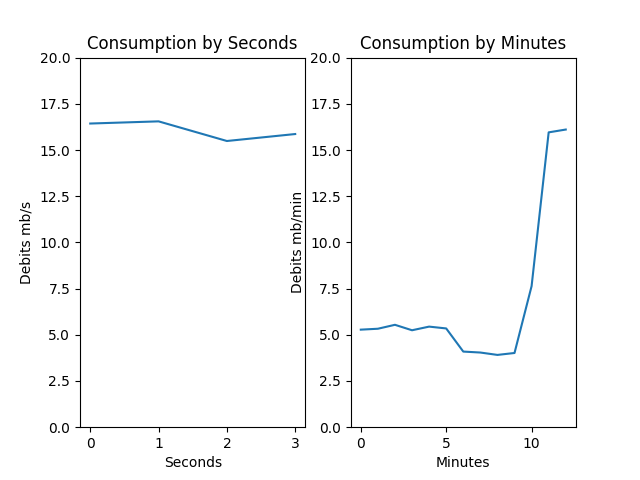 Consumption by Seconds
20.0
17.5
15.0
12.5
10.0
7.5
5.0
2.5
0.0
Debits mb/s
0 1 2 3
Seconds
Consumption by Minutes
20.0
17.5
15.0
12.5
10.0
7.5
5.0
2.5
0.0
Debits mb/min
0 5 10
Minutes